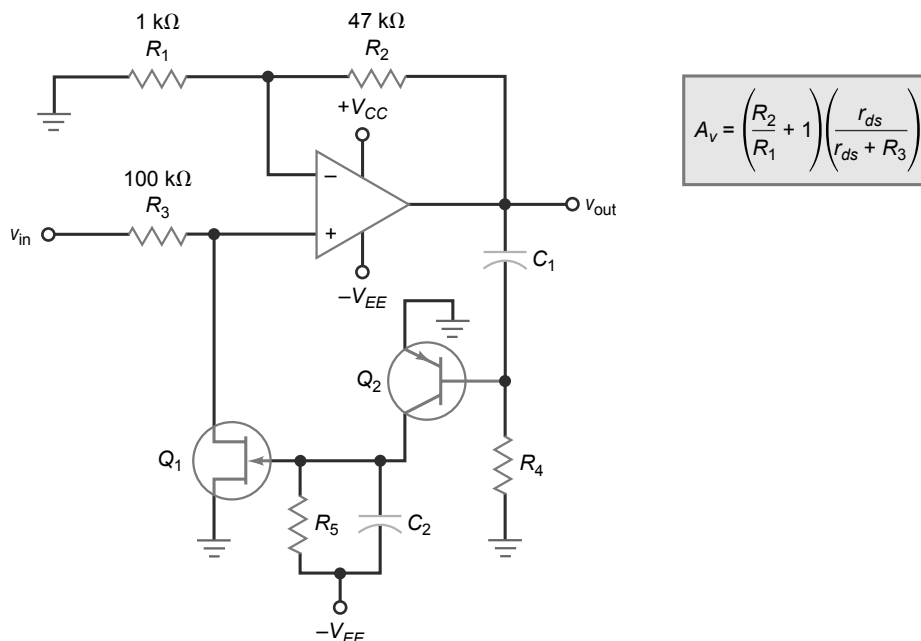 1 kΩ
R1
47 kΩ
R2
+VCC
Av = (R2/R1 + 1)(rds/(rds + R3))
−
100 kΩ
R3
vin
+
vout
C1
−VEE
Q2
Q1
R4
R5
C2
−VEE